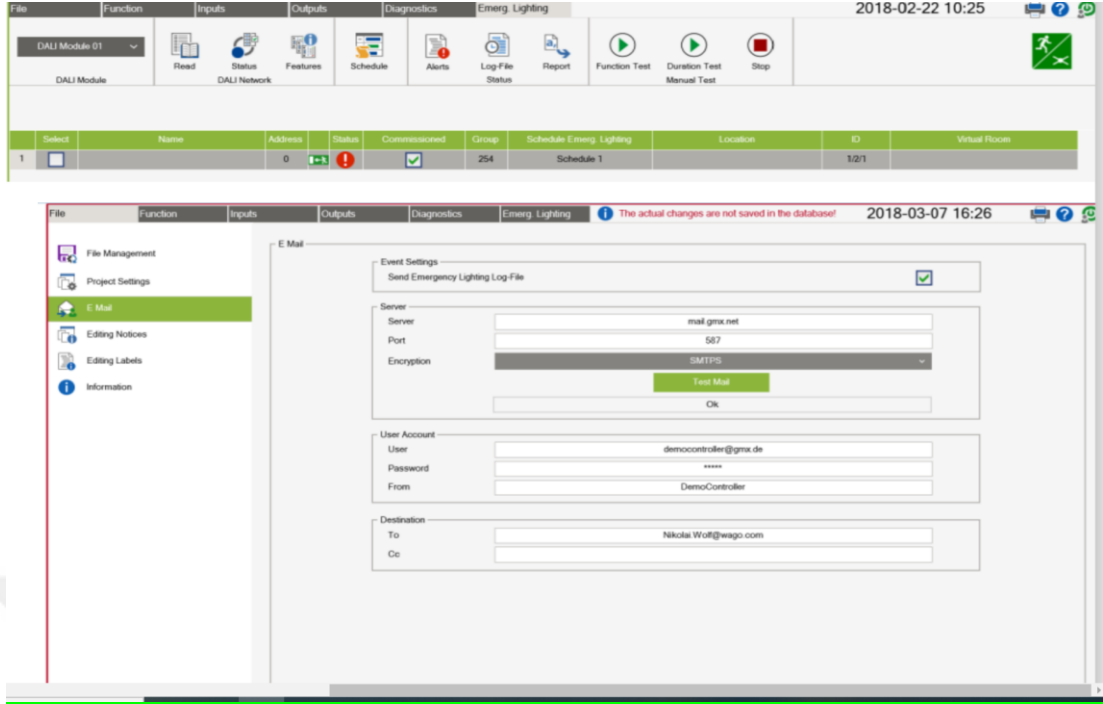 File Function Inputs Outputs Diagnostics Emerg. Lighting 2018-02-22 10:25
DALI Module 01
Read Status Features Schedule Alerts Log-File Report Function Test Duration Test Stop
DALI Module DALI Network Status Manual Test
Select Name Address Status Commissioned Group Schedule Emerg. Lighting Location ID Virtual Room
1 0 254 Schedule 1 1/2/1
File Function Inputs Outputs Diagnostics Emerg. Lighting The actual changes are not saved in the database! 2018-03-07 16:26
File Management
Project Settings
E Mail
Editing Notices
Editing Labels
Information
E Mail
Event Settings
Send Emergency Lighting Log-File
Server
Server mail.gmx.net
Port 587
Encryption SMTPS
Test Mail
Ok
User Account
User democontroller@gmx.de
Password *****
From DemoController
Destination
To Nikolai.Wolf@wago.com
Cc